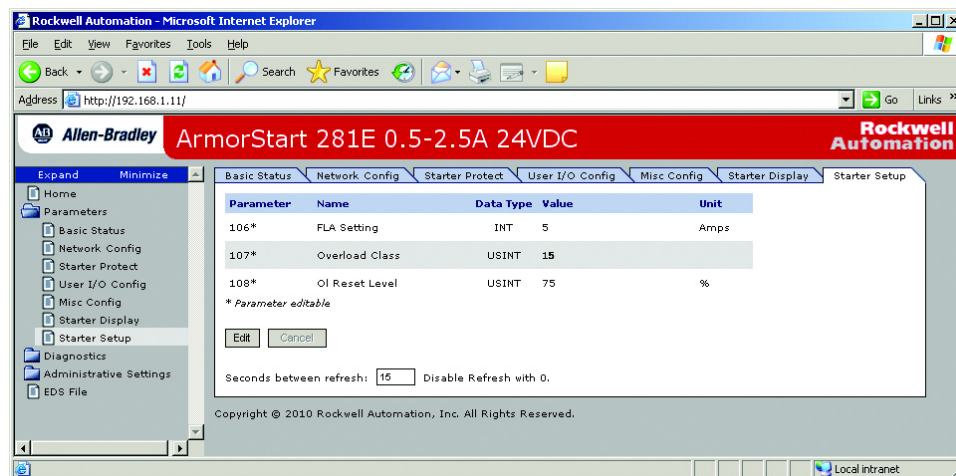 Rockwell Automation - Microsoft Internet Explorer
File Edit View Favorites Tools Help
Back Search Favorites
Address http://192.168.1.11/ Go Links »
AB Allen-Bradley ArmorStart 281E 0.5-2.5A 24VDC Rockwell Automation
Expand Minimize
Home
Parameters
Basic Status
Network Config
Starter Protect
User I/O Config
Misc Config
Starter Display
Starter Setup
Diagnostics
Administrative Settings
EDS File
Basic Status Network Config Starter Protect User I/O Config Misc Config Starter Display Starter Setup
Parameter Name Data Type Value Unit
106* FLA Setting INT 5 Amps
107* Overload Class USINT 15
108* Ol Reset Level USINT 75 %
* Parameter editable
Edit Cancel
Seconds between refresh: 15 Disable Refresh with 0.
Copyright © 2010 Rockwell Automation, Inc. All Rights Reserved.
Local intranet